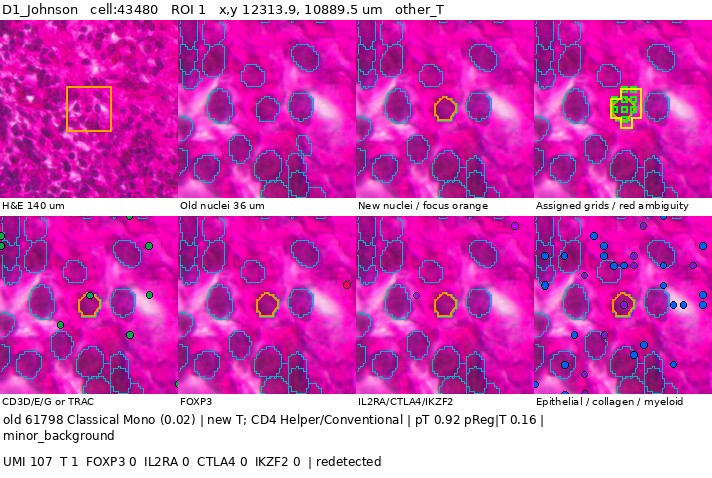 D1_Johnson   cell:43480   ROI 1   x,y 12313.9, 10889.5 um   other_T
H&E 140 um
Old nuclei 36 um
New nuclei / focus orange
Assigned grids / red ambiguity
CD3D/E/G or TRAC
FOXP3
IL2RA/CTLA4/IKZF2
Epithelial / collagen / myeloid
old 61798 Classical Mono (0.02) | new T; CD4 Helper/Conventional | pT 0.92 pReg|T 0.16 |
minor_background
UMI 107  T 1  FOXP3 0  IL2RA 0  CTLA4 0  IKZF2 0  | redetected